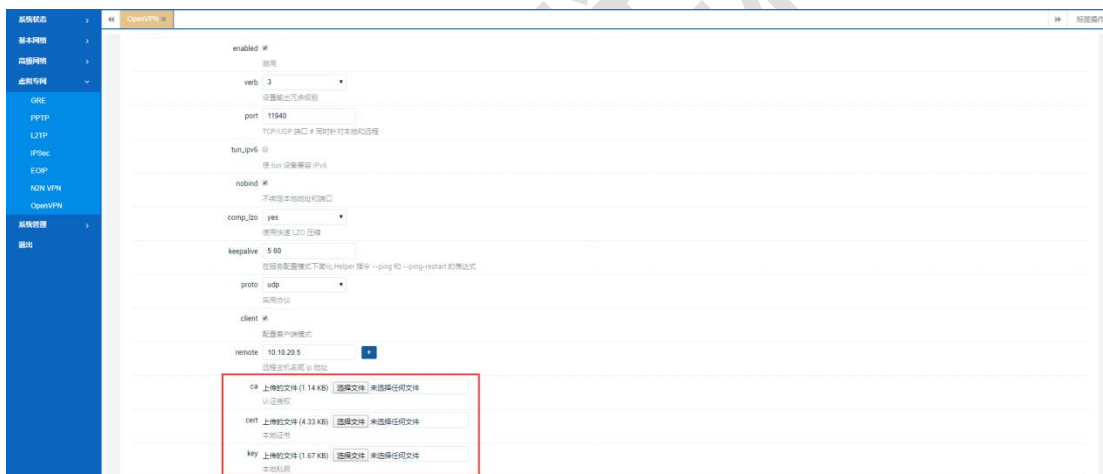 系统状态
OpenVPN
标签操作
基本网络
高级网络
虚拟专网
GRE
PPTP
L2TP
IPSec
EOIP
N2N VPN
OpenVPN
系统管理
退出
enabled
启用
verb 3
设置输出冗余级别
port 11940
TCP/UDP 端口 # 同时针对本地和远程
tun_ipv6
使 tun 设备兼容 IPv6
nobind
不绑定本地地址和端口
comp_lzo yes
使用快速 LZO 压缩
keepalive 5 60
在服务配置模式下简化 Helper 指令 --ping 和 --ping-restart 的表达式
proto udp
采用协议
client
配置客户端模式
remote 10.10.20.5 +
远程主机名或 ip 地址
ca 上传的文件 (1.14 KB) 选择文件 未选择任何文件
认证授权
cert 上传的文件 (4.33 KB) 选择文件 未选择任何文件
本地证书
key 上传的文件 (1.67 KB) 选择文件 未选择任何文件
本地私钥